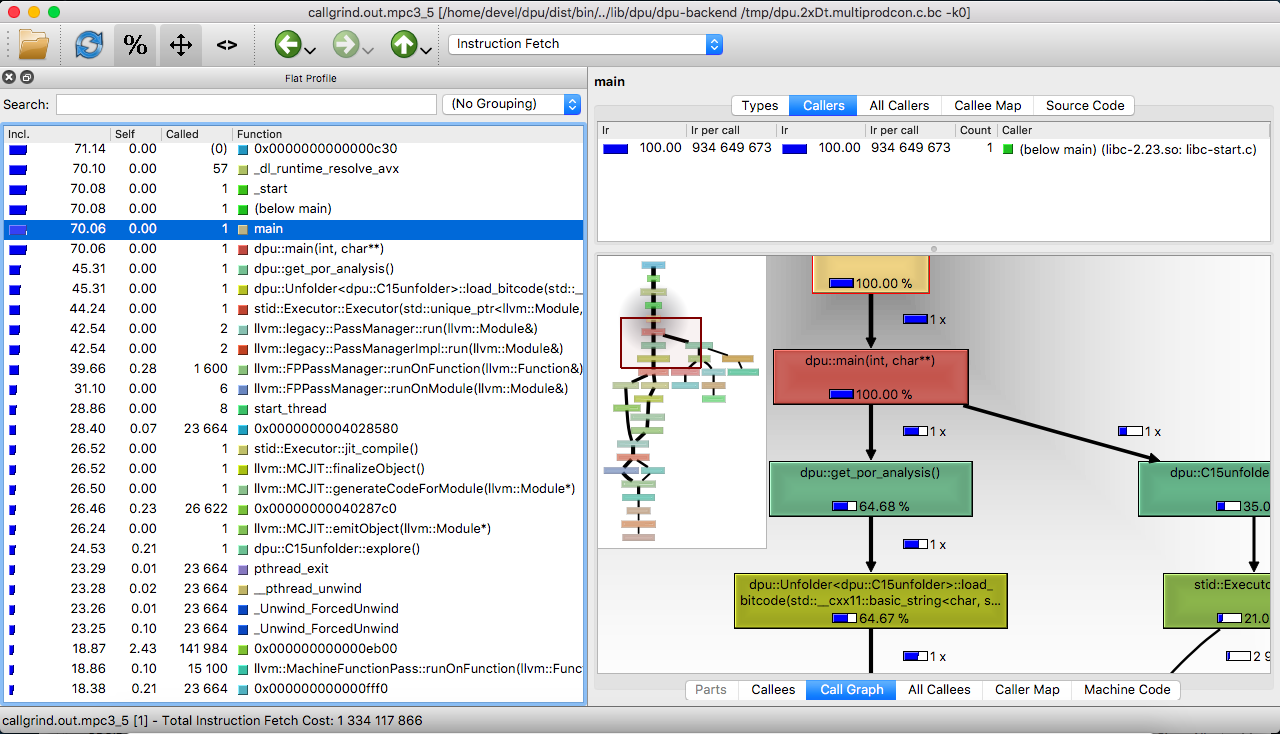 callgrind.out.mpc3_5 [/home/devel/dpu/dist/bin/../lib/dpu/dpu-backend /tmp/dpu.2xDt.multiprodcon.c.bc -k0]
% <> Instruction Fetch
Flat Profile
Search: (No Grouping)
Incl. Self Called Function
71.14 0.00 (0) 0x0000000000000c30
70.10 0.00 57 _dl_runtime_resolve_avx
70.08 0.00 1 _start
70.08 0.00 1 (below main)
70.06 0.00 1 main
70.06 0.00 1 dpu::main(int, char**)
45.31 0.00 1 dpu::get_por_analysis()
45.31 0.00 1 dpu::Unfolder<dpu::C15unfolder>::load_bitcode(std::__
44.24 0.00 1 stid::Executor::Executor(std::unique_ptr<llvm::Module,
42.54 0.00 2 llvm::legacy::PassManager::run(llvm::Module&)
42.54 0.00 2 llvm::legacy::PassManagerImpl::run(llvm::Module&)
39.66 0.28 1 600 llvm::FPPassManager::runOnFunction(llvm::Function&)
31.10 0.00 6 llvm::FPPassManager::runOnModule(llvm::Module&)
28.86 0.00 8 start_thread
28.40 0.07 23 664 0x0000000004028580
26.52 0.00 1 stid::Executor::jit_compile()
26.52 0.00 1 llvm::MCJIT::finalizeObject()
26.50 0.00 1 llvm::MCJIT::generateCodeForModule(llvm::Module*)
26.46 0.23 26 622 0x00000000040287c0
26.24 0.00 1 llvm::MCJIT::emitObject(llvm::Module*)
24.53 0.21 1 dpu::C15unfolder::explore()
23.29 0.01 23 664 pthread_exit
23.28 0.02 23 664 __pthread_unwind
23.26 0.01 23 664 _Unwind_ForcedUnwind
23.25 0.10 23 664 _Unwind_ForcedUnwind
18.87 2.43 141 984 0x000000000000eb00
18.86 0.10 15 100 llvm::MachineFunctionPass::runOnFunction(llvm::Func
18.38 0.21 23 664 0x000000000000fff0
main
Types Callers All Callers Callee Map Source Code
Ir Ir per call Ir Ir per call Count Caller
100.00 934 649 673 100.00 934 649 673 1 (below main) (libc-2.23.so: libc-start.c)
100.00 %
1 x
dpu::main(int, char**)
100.00 %
1 x 1 x
dpu::get_por_analysis() dpu::C15unfolde
64.68 % 35.0
1 x
dpu::Unfolder<dpu::C15unfolder>::load_ stid::Executo
bitcode(std::__cxx11::basic_string<char, s...
64.67 % 21.0
1 x 2 9
Parts Callees Call Graph All Callees Caller Map Machine Code
callgrind.out.mpc3_5 [1] - Total Instruction Fetch Cost: 1 334 117 866